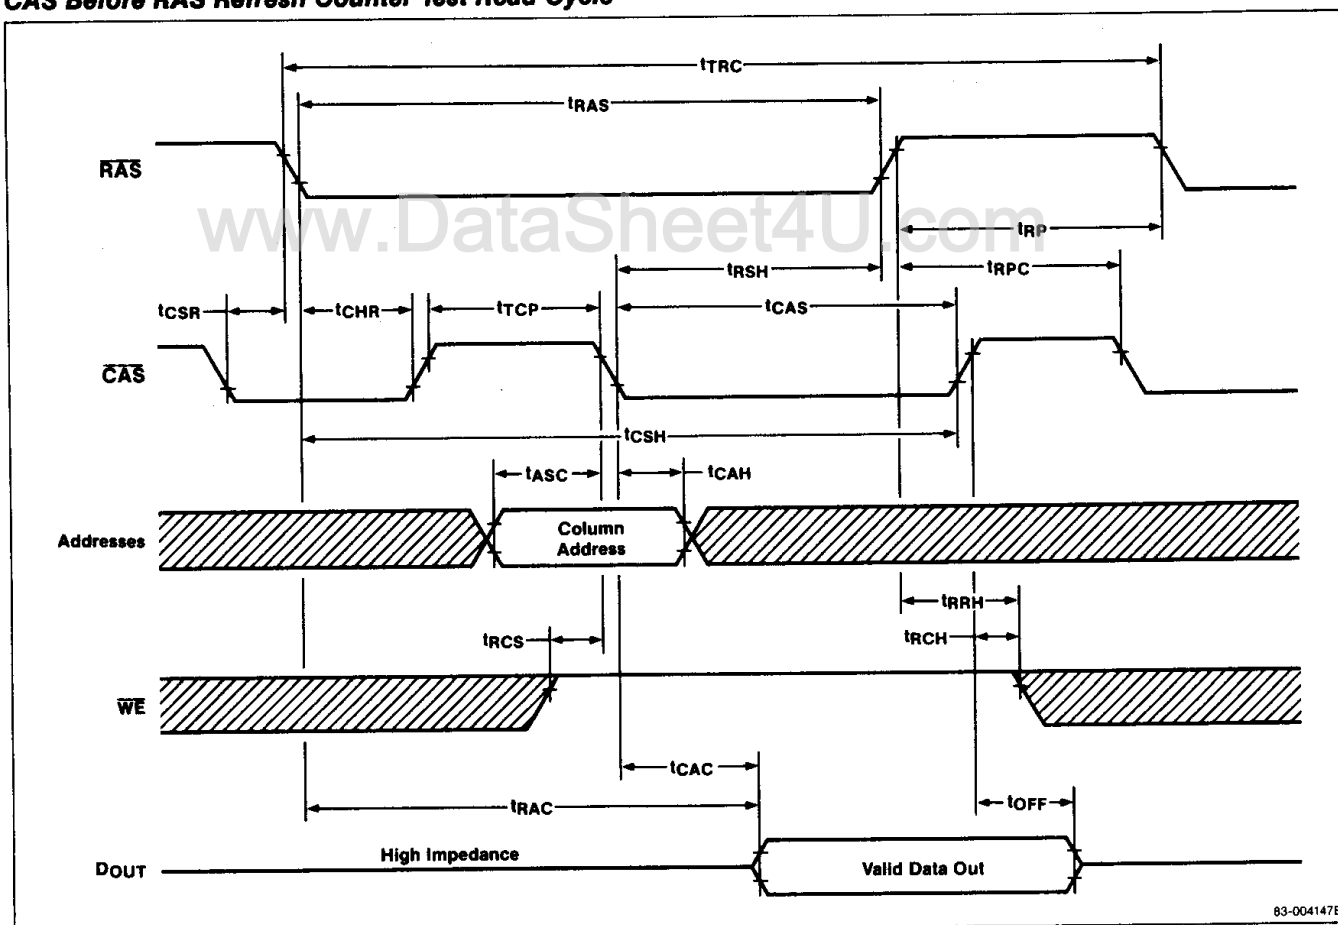 CAS Before RAS Refresh Counter Test Read Cycle
tTRC
tRAS
RAS
www.DataSheet4U.com
tRP
tRSH
tRPC
tCSR
tCHR
tTCP
tCAS
CAS
tCSH
tASC
tCAH
Addresses
Column
Address
tRRH
tRCS
tRCH
WE
tCAC
tRAC
tOFF
DOUT
High Impedance
Valid Data Out